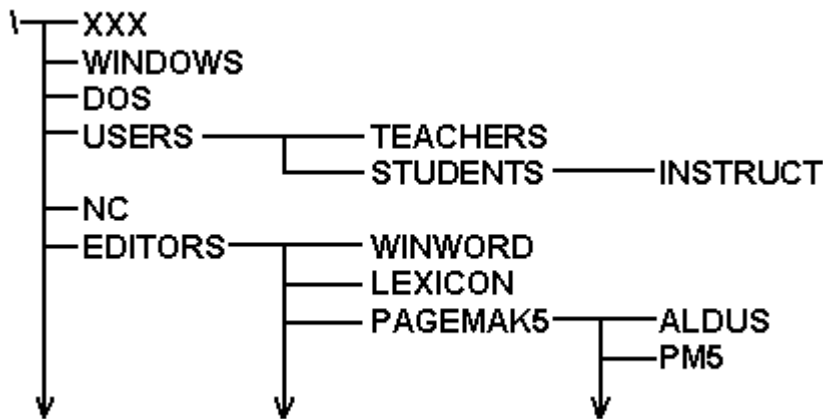 \ XXX
WINDOWS
DOS
USERS TEACHERS
STUDENTS INSTRUCT
NC
EDITORS WINWORD
LEXICON
PAGEMAK5 ALDUS
PM5